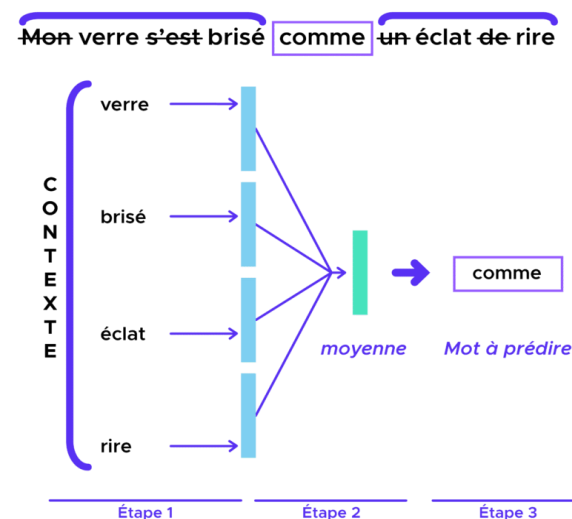 Mon verre s'est brisé comme un éclat de rire
CONTEXTE
verre
brisé
éclat
rire
moyenne
comme
Mot à prédire
Étape 1
Étape 2
Étape 3